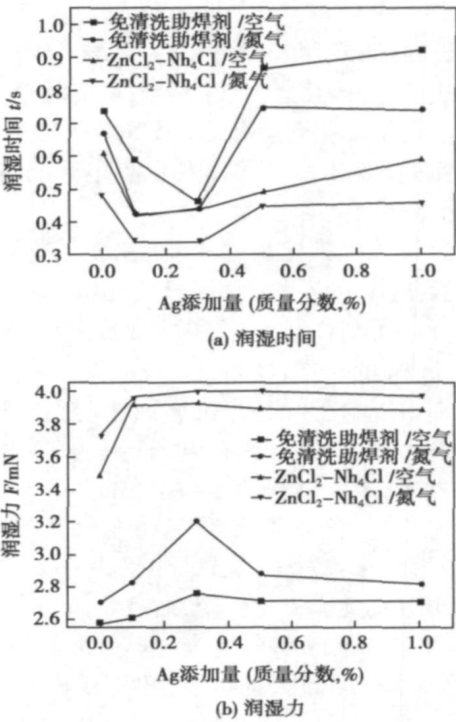 1.0
0.9
0.8
0.7
0.6
0.5
0.4
0.3
润湿时间 t/s
免清洗助焊剂/空气
免清洗助焊剂/氮气
ZnCl₂-Nh₄Cl/空气
ZnCl₂-Nh₄Cl/氮气
0.0 0.2 0.4 0.6 0.8 1.0
Ag添加量 (质量分数,%)
(a) 润湿时间
4.0
3.8
3.6
3.4
3.2
3.0
2.8
2.6
润湿力 F/mN
免清洗助焊剂/空气
免清洗助焊剂/氮气
ZnCl₂-Nh₄Cl/空气
ZnCl₂-Nh₄Cl/氮气
0.0 0.2 0.4 0.6 0.8 1.0
Ag添加量 (质量分数,%)
(b) 润湿力